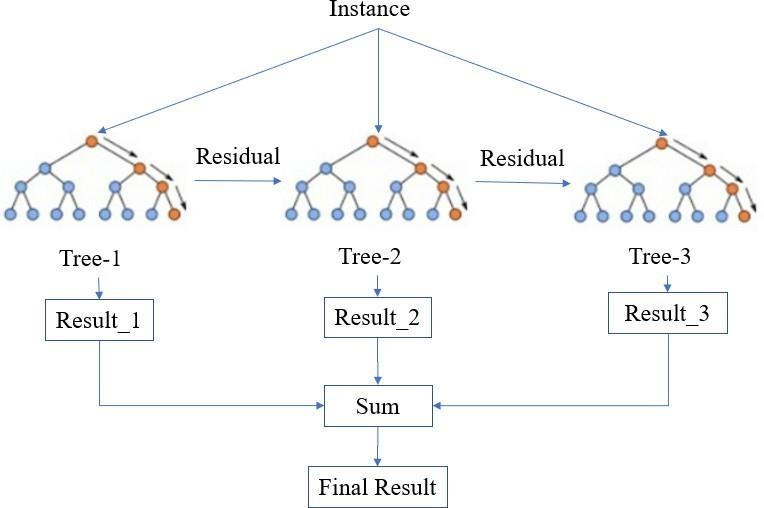 Instance
Residual
Residual
Tree-1
Tree-2
Tree-3
Result_1
Result_2
Result_3
Sum
Final Result